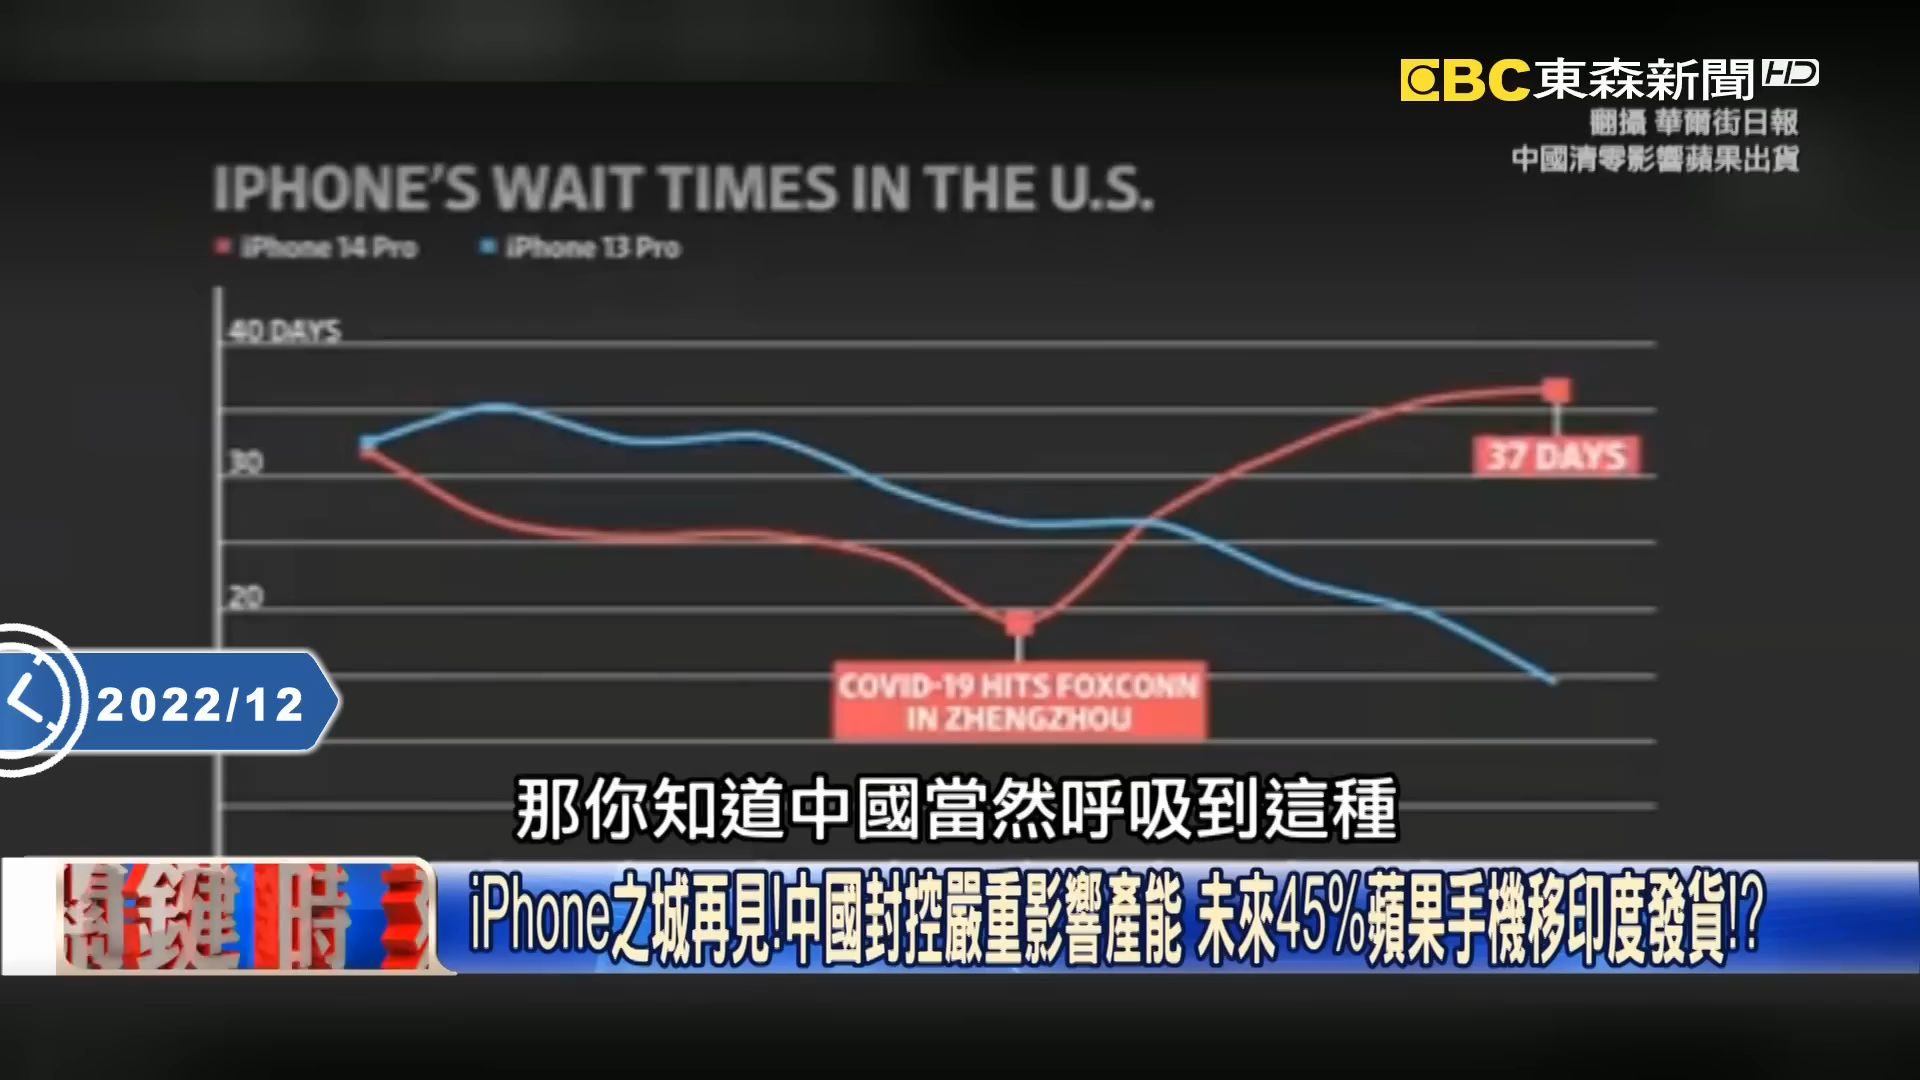 EBC東森新聞HD
翻攝 華爾街日報
中國清零影響蘋果出貨
IPHONE'S WAIT TIMES IN THE U.S.
iPhone 14 Pro
iPhone 13 Pro
40 DAYS
30
20
37 DAYS
COVID-19 HITS FOXCONN
IN ZHENGZHOU
2022/12
那你知道中國當然呼吸到這種
關鍵時刻
iPhone之城再見!中國封控嚴重影響產能 未來45%蘋果手機移印度發貨!?